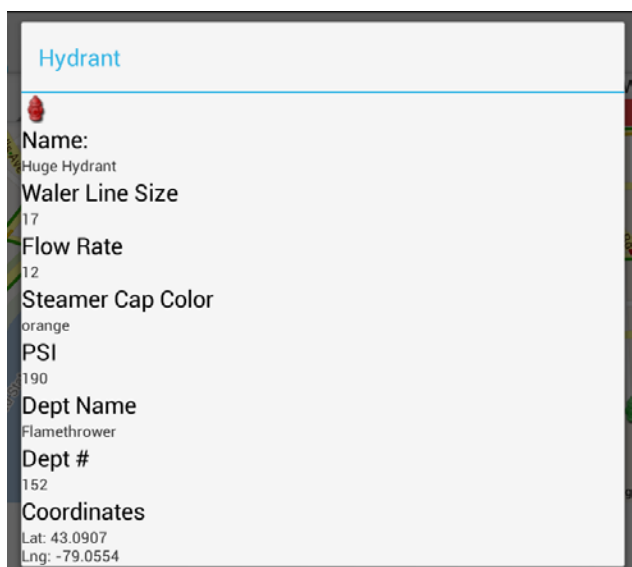 Hydrant
Name:
Huge Hydrant
Waler Line Size
17
Flow Rate
12
Steamer Cap Color
orange
PSI
190
Dept Name
Flamethrower
Dept #
152
Coordinates
Lat: 43.0907
Lng: -79.0554